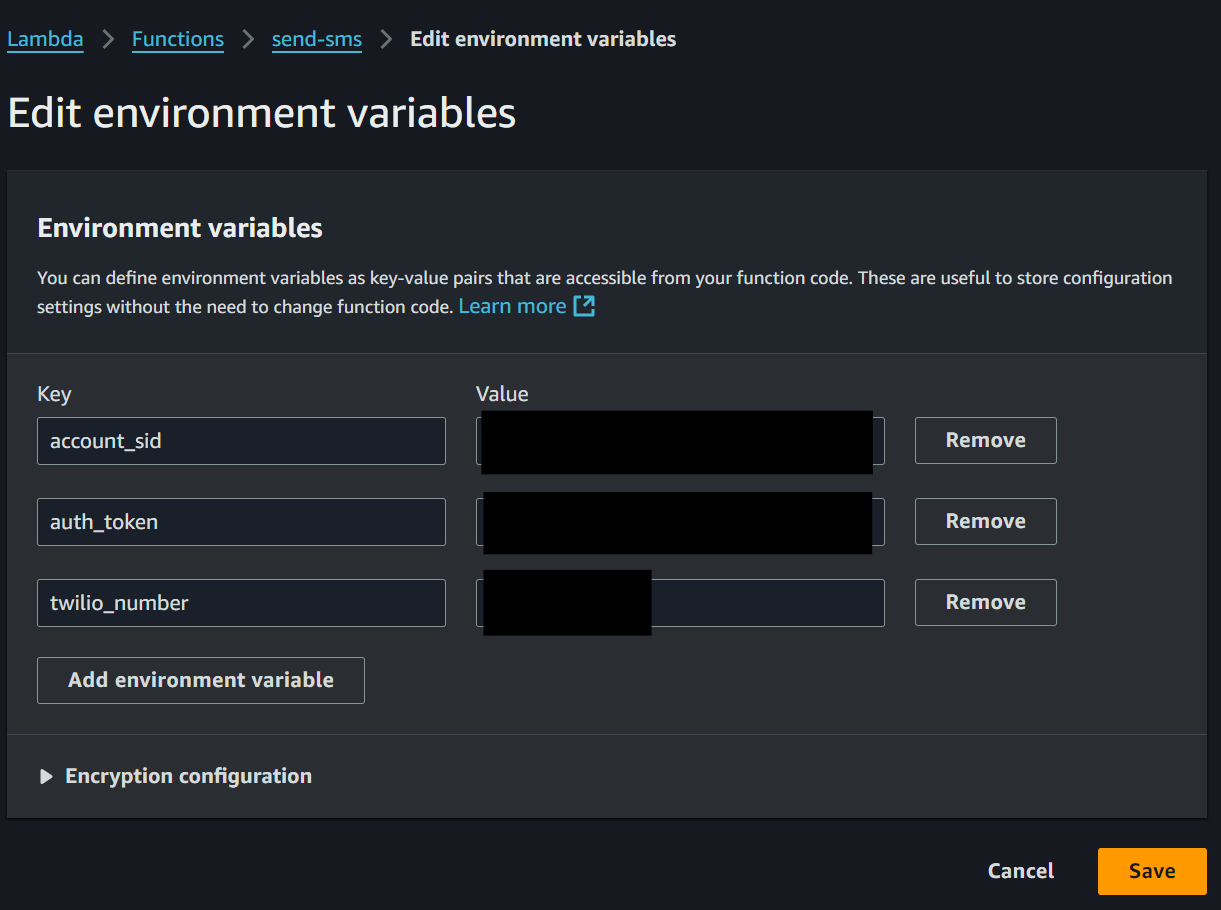 Lambda > Functions > send-sms > Edit environment variables
Edit environment variables
Environment variables
You can define environment variables as key-value pairs that are accessible from your function code. These are useful to store configuration
settings without the need to change function code. Learn more
Key Value
account_sid Remove
auth_token Remove
twilio_number Remove
Add environment variable
Encryption configuration
Cancel Save